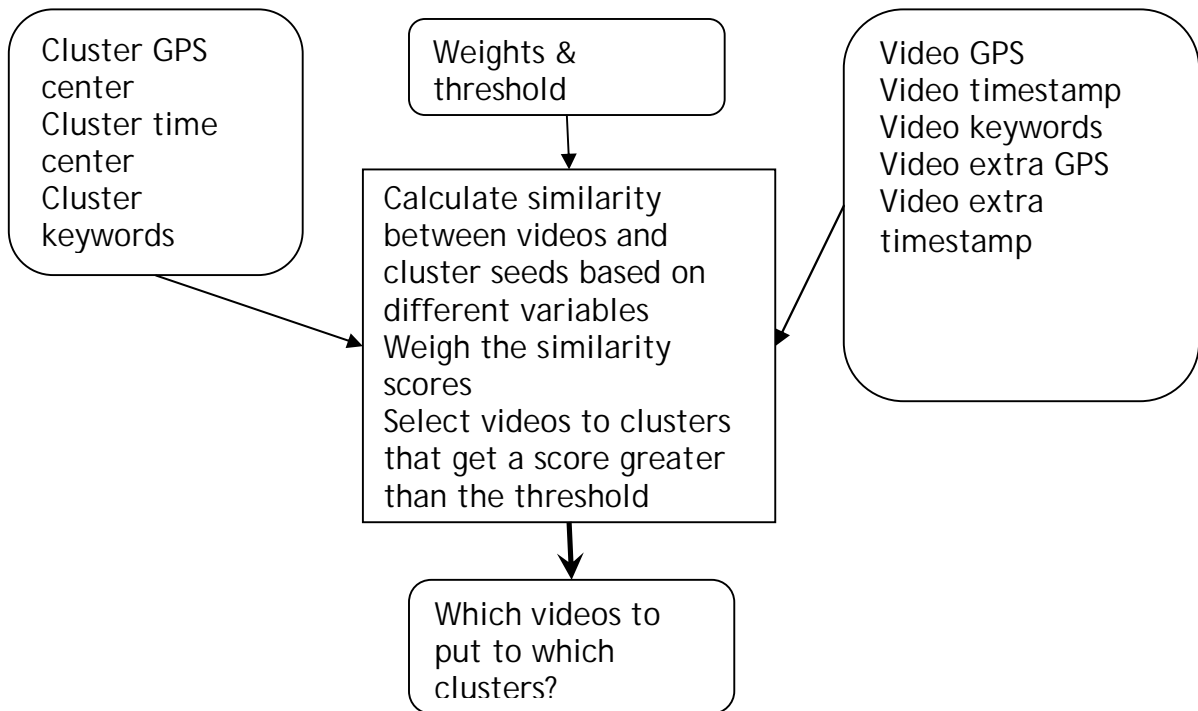 Cluster GPS
center
Cluster time
center
Cluster
keywords
Weights &
threshold
Video GPS
Video timestamp
Video keywords
Video extra GPS
Video extra
timestamp
Calculate similarity
between videos and
cluster seeds based on
different variables
Weigh the similarity
scores
Select videos to clusters
that get a score greater
than the threshold
Which videos to
put to which
clusters?